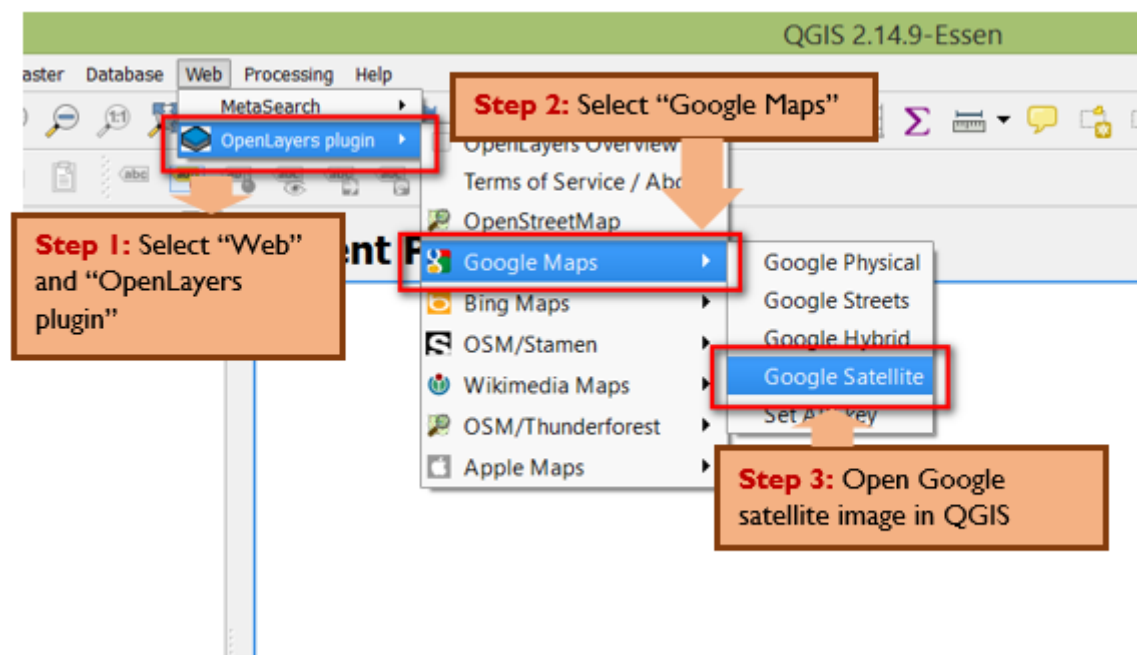 QGIS 2.14.9-Essen
aster Database Web Processing Help
MetaSearch
OpenLayers plugin
Step 2: Select “Google Maps”
OpenLayers Overview
Terms of Service / Abo
OpenStreetMap
Step 1: Select “Web”
and “OpenLayers
plugin”
ent P
Google Maps
Bing Maps
OSM/Stamen
Wikimedia Maps
OSM/Thunderforest
Apple Maps
Google Physical
Google Streets
Google Hybrid
Google Satellite
Set key
Step 3: Open Google
satellite image in QGIS